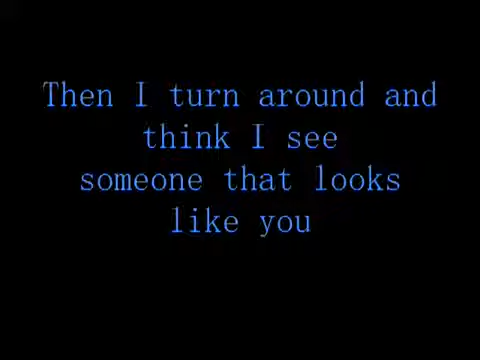 Then I turn around and
think I see
someone that looks
like you